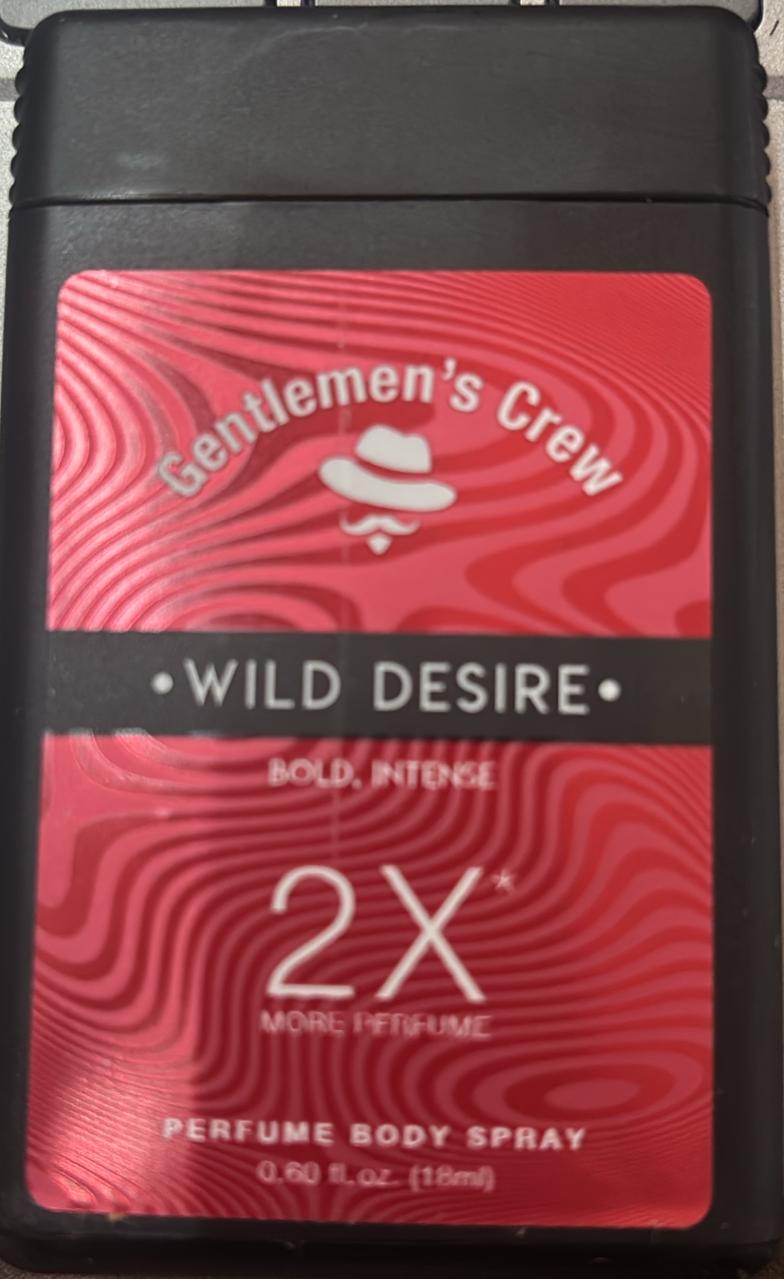 Gentlemen's Crew
•WILD DESIRE•
BOLD, INTENSE
2X*
MORE PERFUME
PERFUME BODY SPRAY
0.60 fl. oz. (18ml)